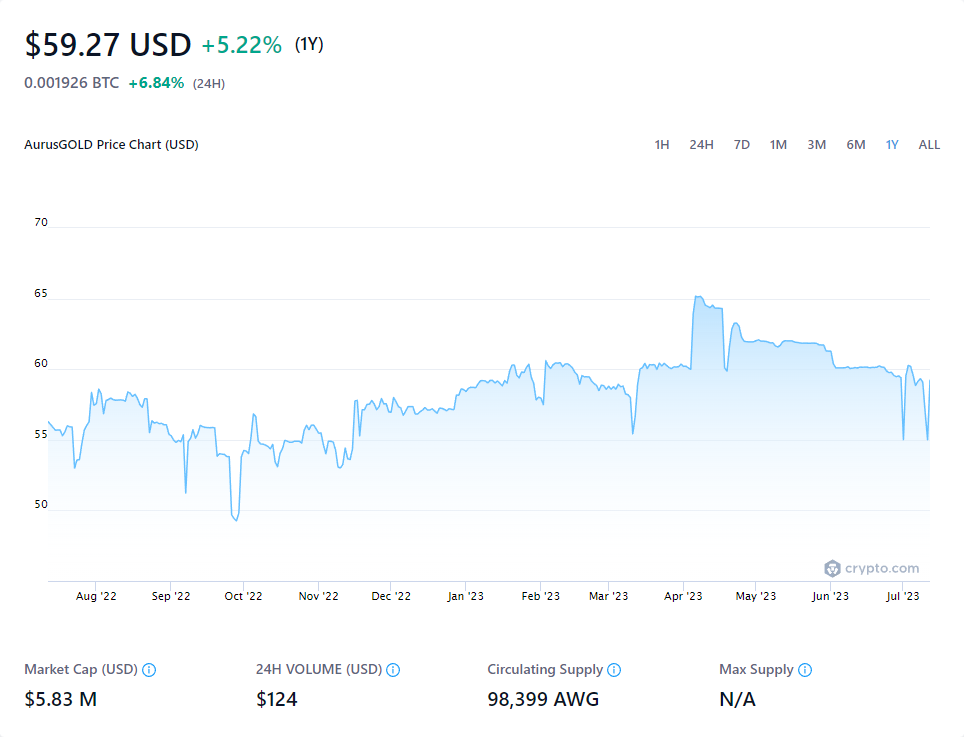 $59.27 USD +5.22% (1Y)
0.001926 BTC +6.84% (24H)
AurusGOLD Price Chart (USD) 1H 24H 7D 1M 3M 6M 1Y ALL
70
65
60
55
50
crypto.com
Aug '22 Sep '22 Oct '22 Nov '22 Dec '22 Jan '23 Feb '23 Mar '23 Apr '23 May '23 Jun '23 Jul '23
Market Cap (USD) 24H VOLUME (USD) Circulating Supply Max Supply
$5.83 M $124 98,399 AWG N/A